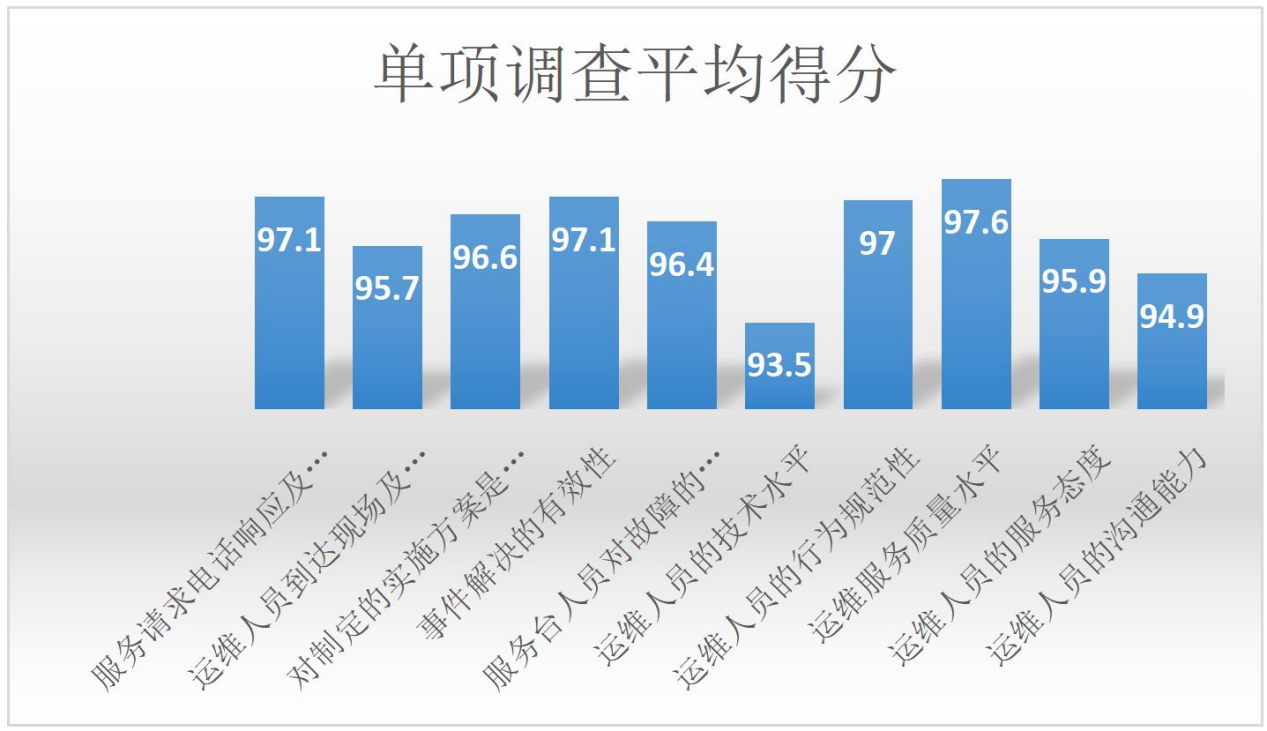 单项调查平均得分
97.1
95.7
96.6
97.1
96.4
93.5
97
97.6
95.9
94.9
服务请求电话响应及…
运维人员到达现场及…
对制定的实施方案是…
事件解决的有效性
服务台人员对故障的…
运维人员的技术水平
运维人员的行为规范性
运维服务质量水平
运维人员的服务态度
运维人员的沟通能力